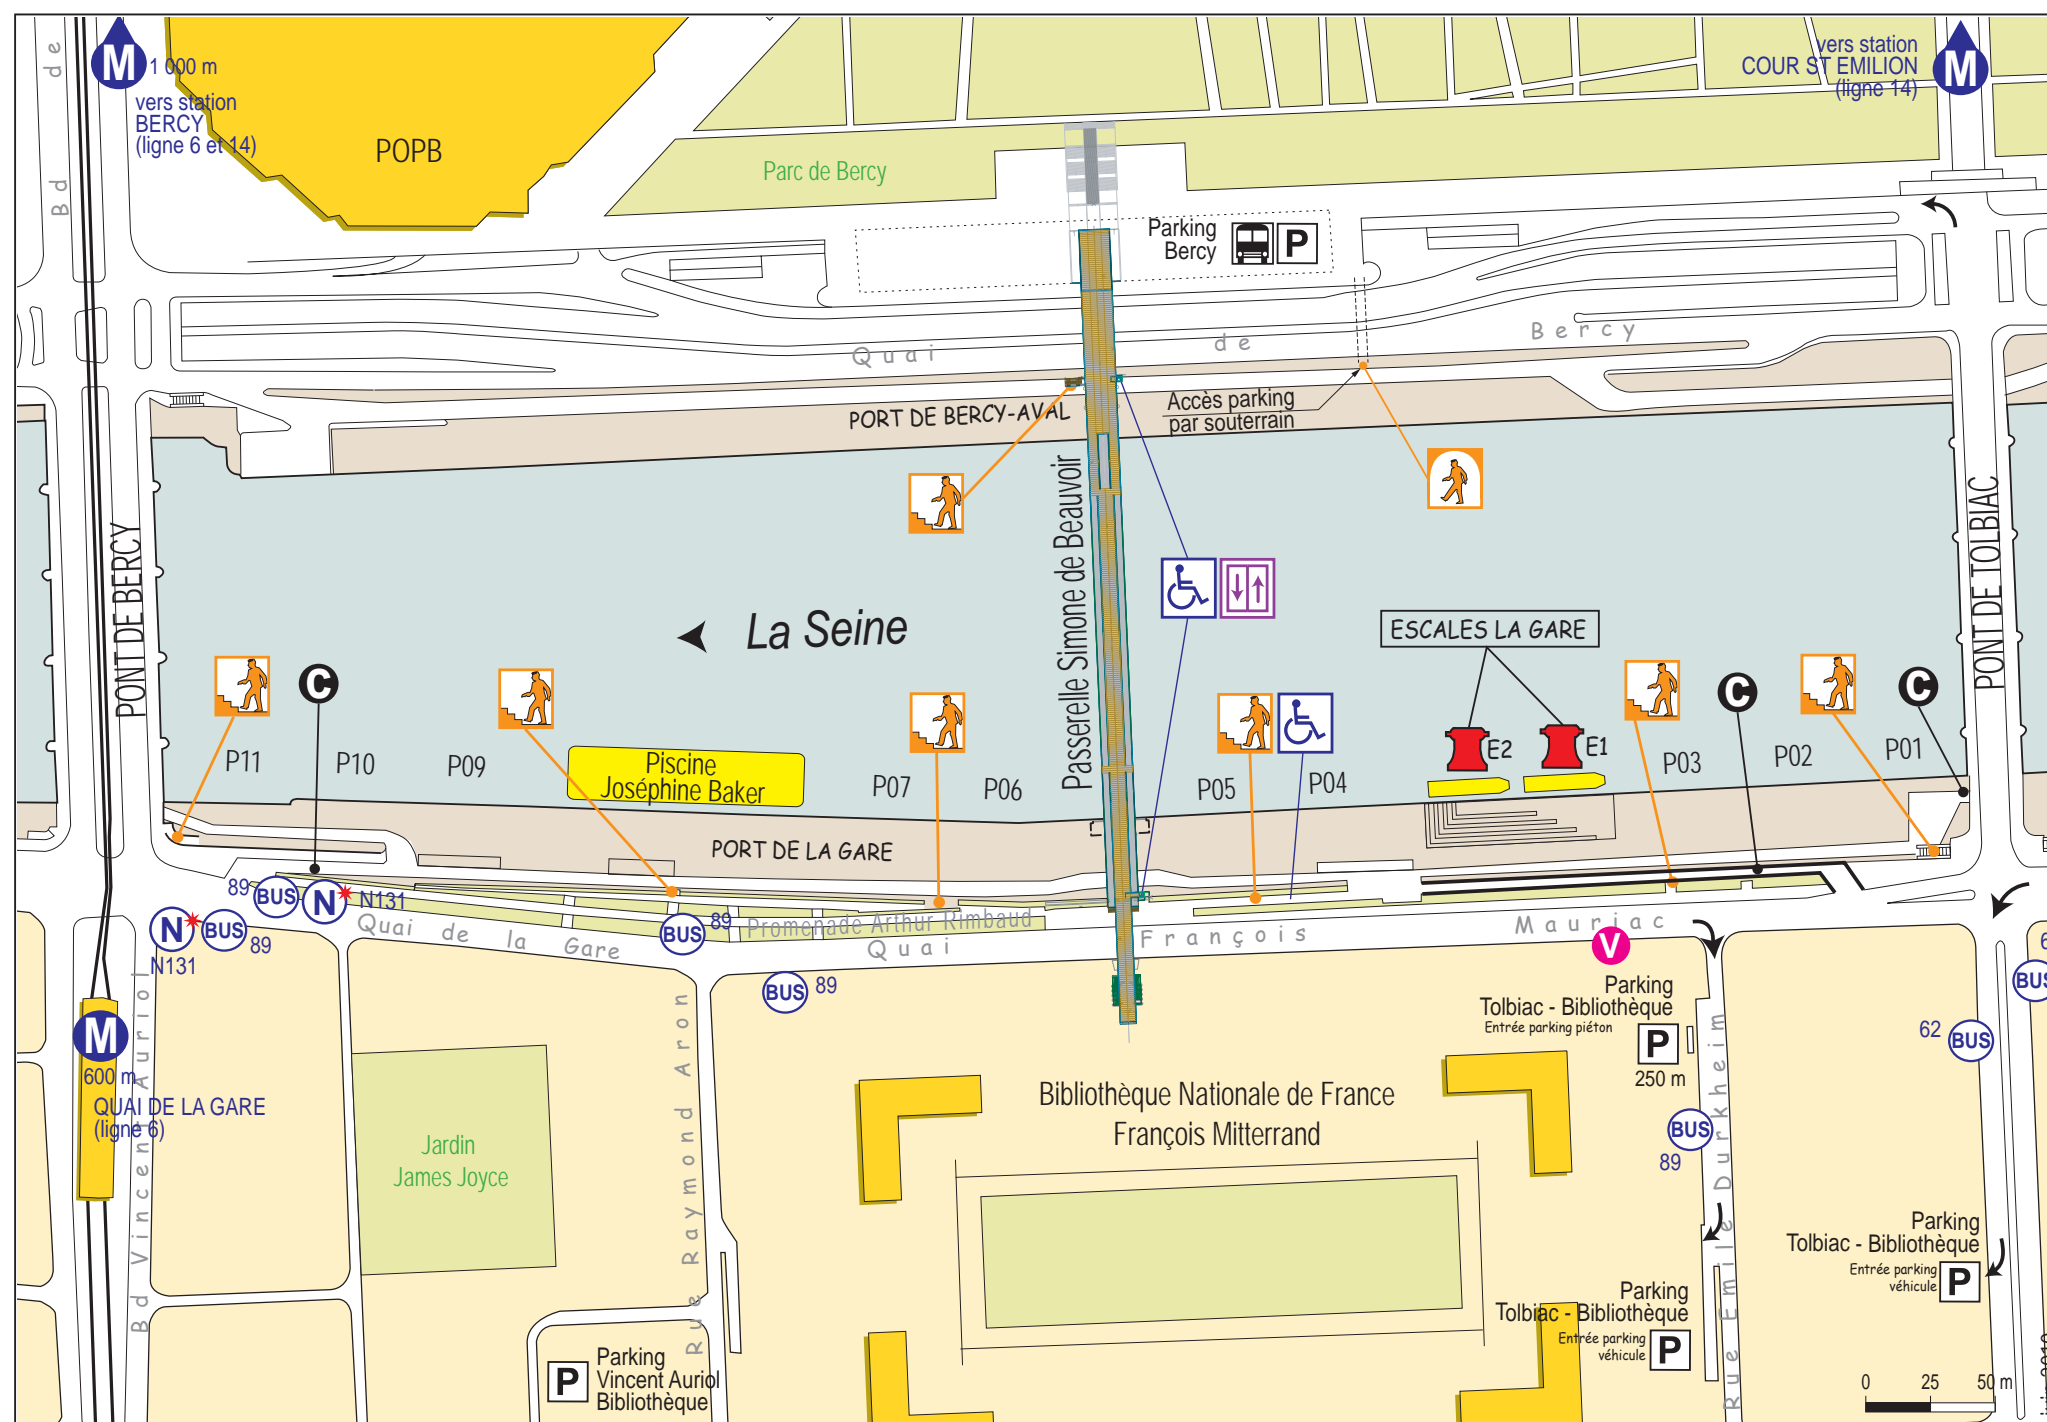 Bd de
M
1 000 m
vers station
BERCY
(ligne 6 et 14)
POPB
Parc de Bercy
vers station
COUR ST EMILION
(ligne 14)
M
Parking
Bercy
P
Quai de Bercy
PORT DE BERCY-AVAL
Accès parking
par souterrain
PONT DE BERCY
Passerelle Simone de Beauvoir
PONT DE TOLBIAC
La Seine
ESCALES LA GARE
E2
E1
C
C
C
P11
P10
P09
Piscine
Joséphine Baker
P07
P06
P05
P04
P03
P02
P01
PORT DE LA GARE
89
BUS
N
N131
N
N131
BUS
89
Quai de la Gare
BUS
89
Promenade Arthur Rimbaud
Quai François Mauriac
V
BUS
89
M
600 m
QUAI DE LA GARE
(ligne 6)
Bd Vincent Auriol
Jardin
James Joyce
Rue Raymond Aron
Bibliothèque Nationale de France
François Mitterrand
Parking
Tolbiac - Bibliothèque
Entrée parking piéton
P
250 m
BUS
89
Rue Emile Durkheim
62
BUS
BUS
Parking
Tolbiac - Bibliothèque
Entrée parking
véhicule
P
Parking
Tolbiac - Bibliothèque
Entrée parking
véhicule
P
P
Parking
Vincent Auriol
Bibliothèque
0 25 50 m